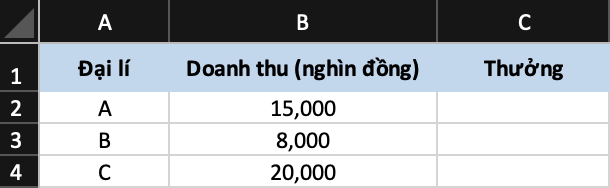 A B C
1 Đại lí Doanh thu (nghìn đồng) Thưởng
2 A 15,000
3 B 8,000
4 C 20,000